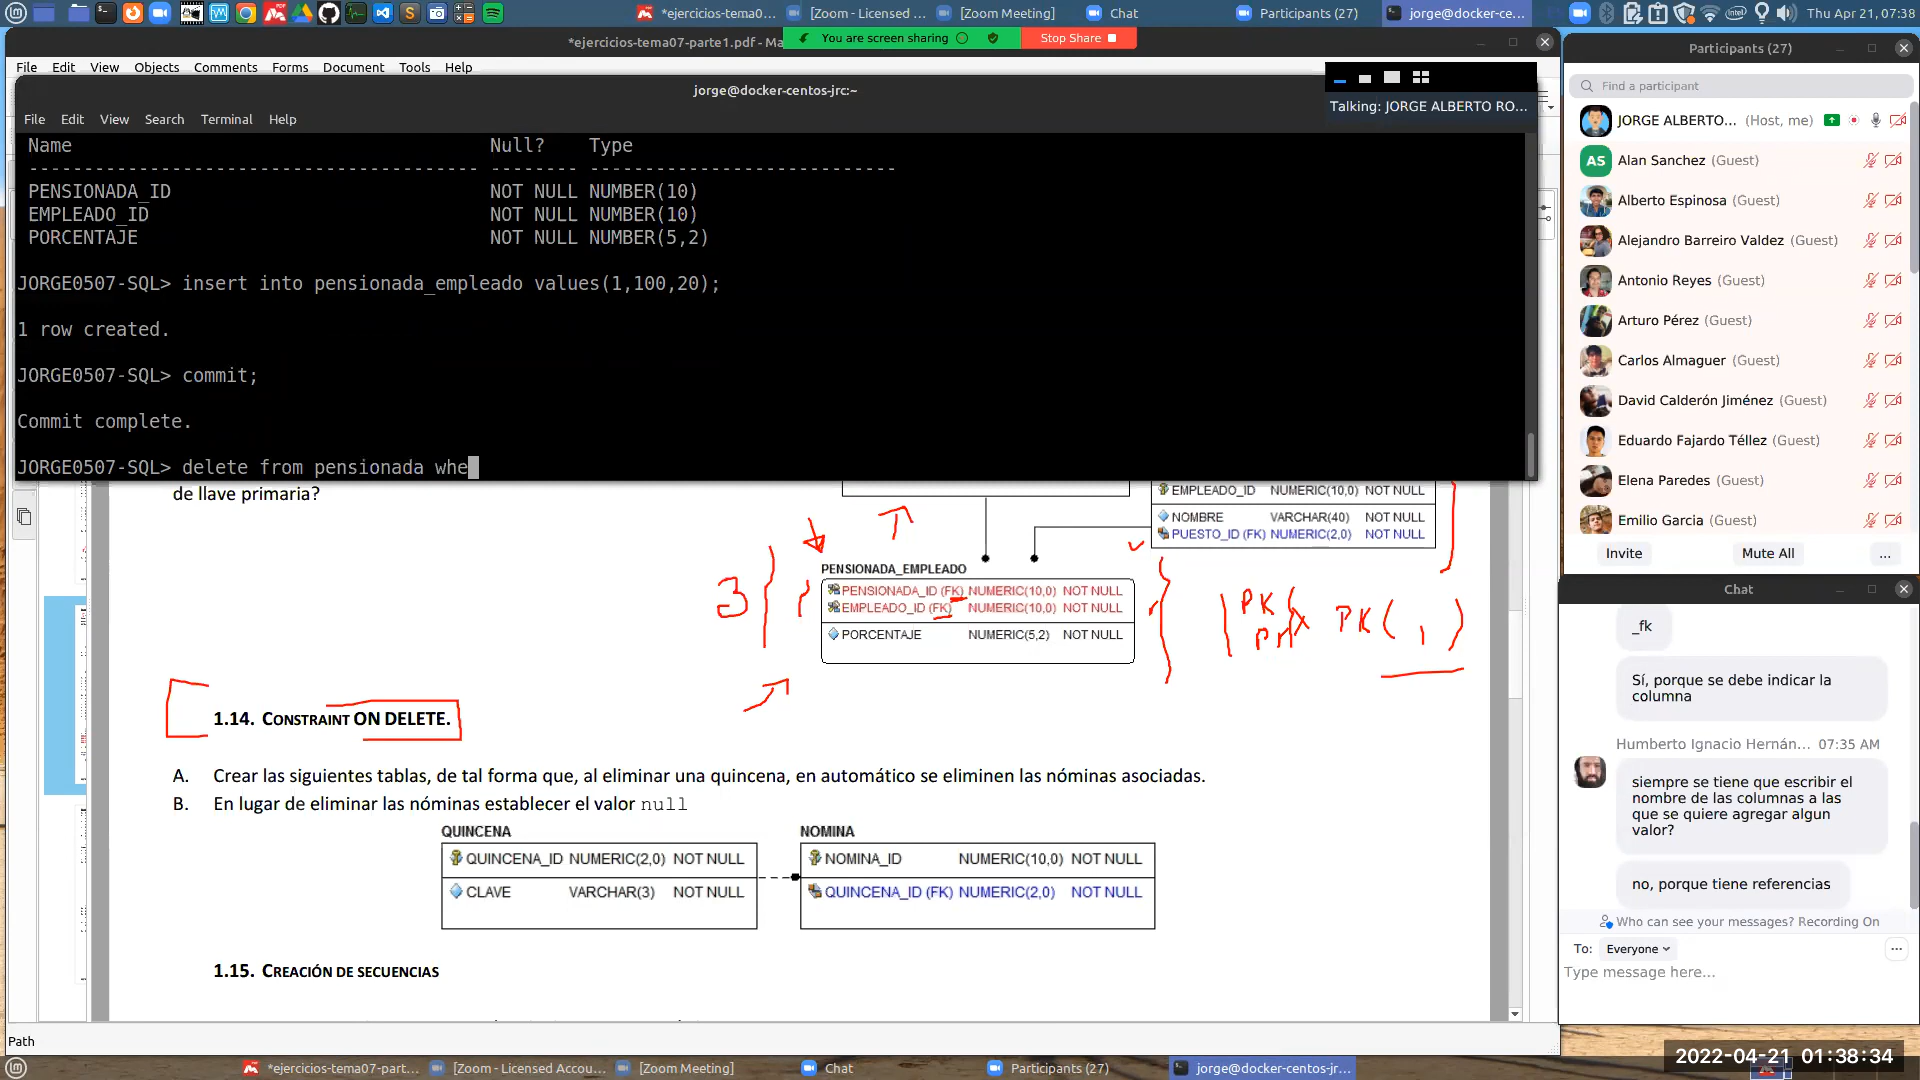 *ejercicios-tema0...
[Zoom - Licensed ...
[Zoom Meeting]
Chat
Participants (27)
jorge@docker-ce...
Thu Apr 21, 07:38
*ejercicios-tema07-parte1.pdf - Ma
You are screen sharing
Stop Share
File Edit View Objects Comments Forms Document Tools Help
jorge@docker-centos-jrc:~
Talking: JORGE ALBERTO RO...
File Edit View Search Terminal Help
Name Null? Type
----------------------------------------- -------- ----------------------------
PENSIONADA_ID NOT NULL NUMBER(10)
EMPLEADO_ID NOT NULL NUMBER(10)
PORCENTAJE NOT NULL NUMBER(5,2)
JORGE0507-SQL> insert into pensionada_empleado values(1,100,20);
1 row created.
JORGE0507-SQL> commit;
Commit complete.
JORGE0507-SQL> delete from pensionada whe
de llave primaria?
EMPLEADO_ID NUMERIC(10,0) NOT NULL
NOMBRE VARCHAR(40) NOT NULL
PUESTO_ID (FK) NUMERIC(2,0) NOT NULL
PENSIONADA_EMPLEADO
PENSIONADA_ID (FK) NUMERIC(10,0) NOT NULL
EMPLEADO_ID (FK) NUMERIC(10,0) NOT NULL
PORCENTAJE NUMERIC(5,2) NOT NULL
3
PK
PK
PK( , )
1.14. CONSTRAINT ON DELETE.
A. Crear las siguientes tablas, de tal forma que, al eliminar una quincena, en automático se eliminen las nóminas asociadas.
B. En lugar de eliminar las nóminas establecer el valor null
QUINCENA
QUINCENA_ID NUMERIC(2,0) NOT NULL
CLAVE VARCHAR(3) NOT NULL
NOMINA
NOMINA_ID NUMERIC(10,0) NOT NULL
QUINCENA_ID (FK) NUMERIC(2,0) NOT NULL
1.15. CREACIÓN DE SECUENCIAS
Path
Participants (27)
Find a participant
JORGE ALBERTO... (Host, me)
AS
Alan Sanchez (Guest)
Alberto Espinosa (Guest)
Alejandro Barreiro Valdez (Guest)
Antonio Reyes (Guest)
Arturo Pérez (Guest)
Carlos Almaguer (Guest)
David Calderón Jiménez (Guest)
Eduardo Fajardo Téllez (Guest)
Elena Paredes (Guest)
Emilio Garcia (Guest)
Invite
Mute All
...
Chat
_fk
Sí, porque se debe indicar la
columna
Humberto Ignacio Hernán... 07:35 AM
siempre se tiene que escribir el
nombre de las columnas a las
que se quiere agregar algun
valor?
no, porque tiene referencias
Who can see your messages? Recording On
To: Everyone
Type message here...
*ejercicios-tema07-part...
[Zoom - Licensed Accou...
[Zoom Meeting]
Chat
Participants (27)
jorge@docker-centos-jr...
2022-04-21 01:38:34